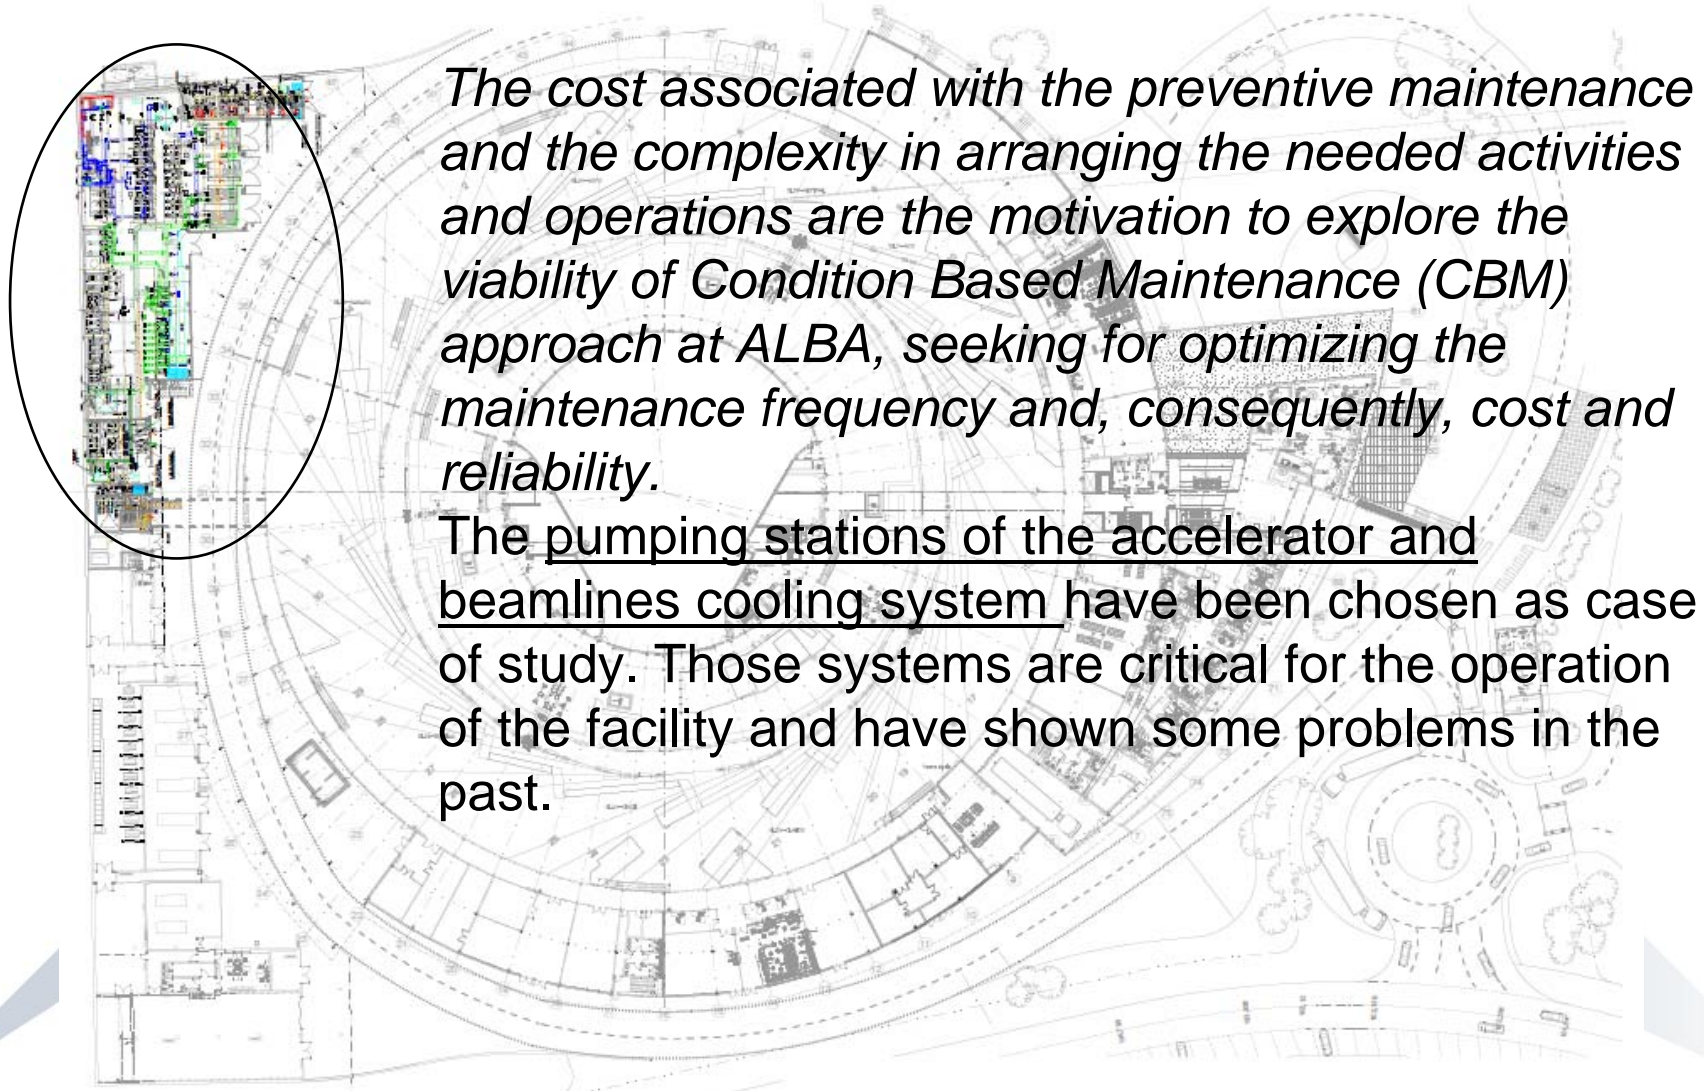 The cost associated with the preventive maintenance
and the complexity in arranging the needed activities
and operations are the motivation to explore the
viability of Condition Based Maintenance (CBM)
approach at ALBA, seeking for optimizing the
maintenance frequency and, consequently, cost and
reliability.
The pumping stations of the accelerator and
beamlines cooling system have been chosen as case
of study. Those systems are critical for the operation
of the facility and have shown some problems in the
past.